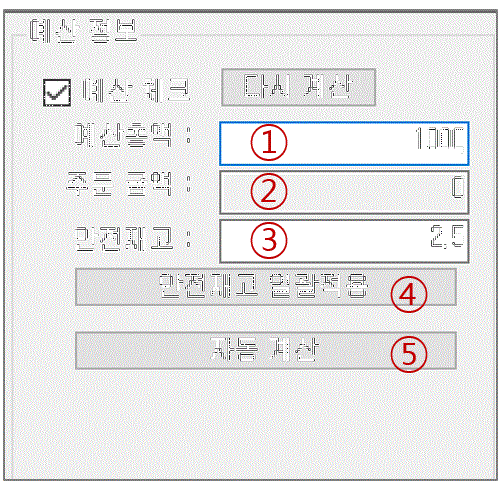 예산 정보
예산 체크 다시 계산
예산총액 : ① 1000
주문 금액 : ② 0
안전재고 : ③ 2.5
안전재고 일괄적용 ④
자동 계산 ⑤